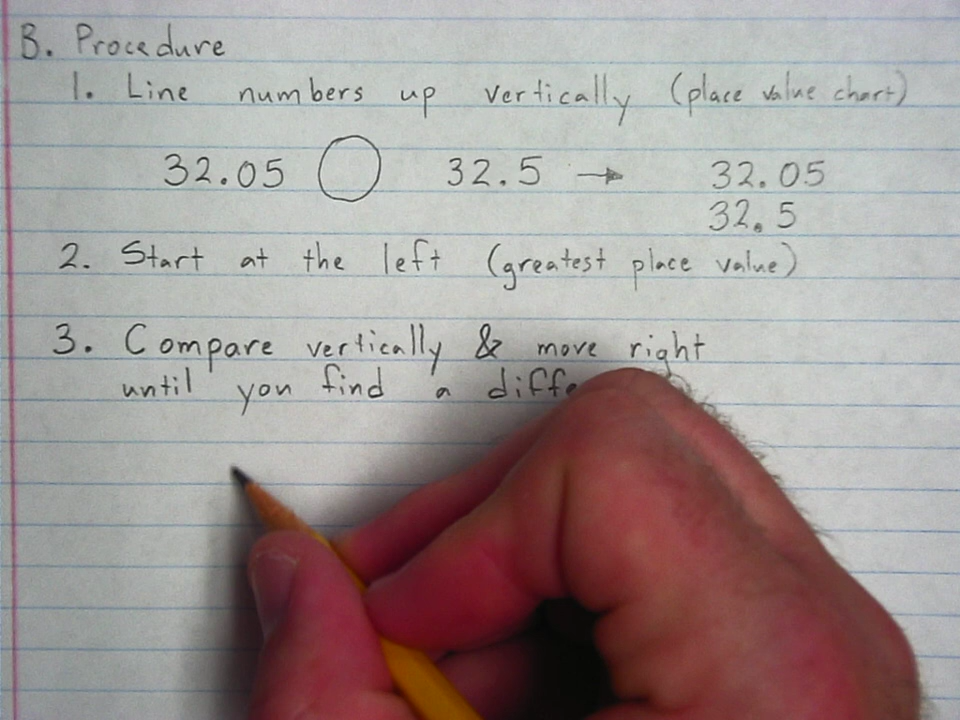 B. Procedure
1. Line numbers up vertically (place value chart)
32.05 32.5 → 32.05
32.5
2. Start at the left (greatest place value)
3. Compare vertically & move right
until you find a